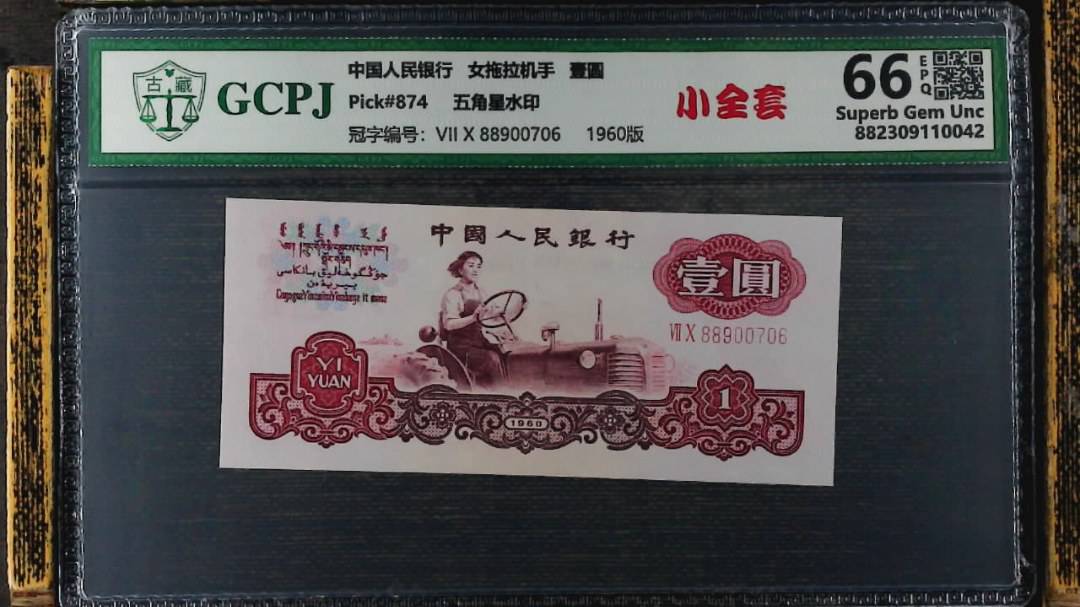 古藏
GCPJ
中国人民银行 女拖拉机手 壹圓
Pick#874 五角星水印
冠字编号: VII X 88900706 1960版
小全套
66 EPQ
Superb Gem Unc
882309110042
中國人民銀行
壹圓
VII X 88900706
YI
YUAN
1
1960